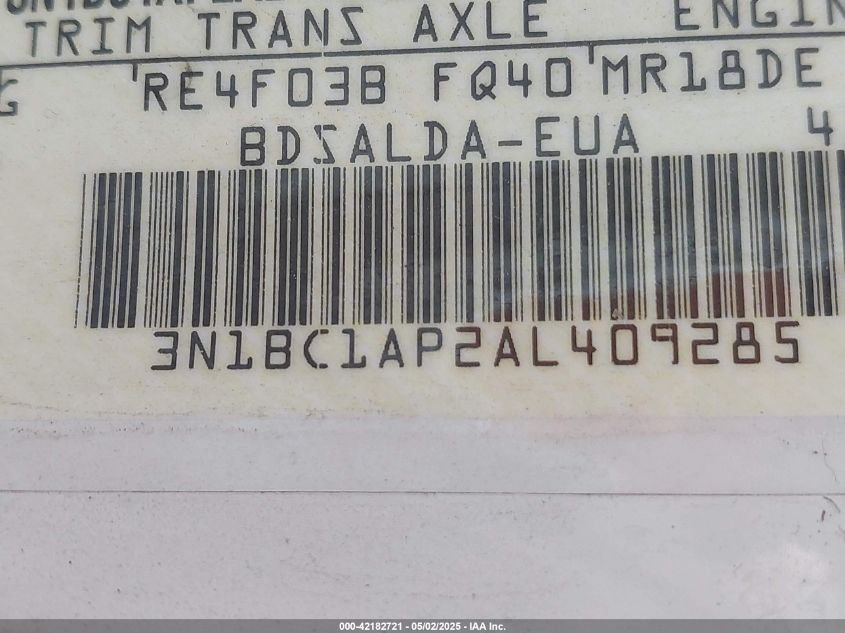 TRIM TRANS AXLE ENGIN
RE4F03B FQ40 MR18DE
BDSALDA-EUA 4
3N1BC1AP2AL409285
000-42182721 - 05/02/2025 - IAA Inc.